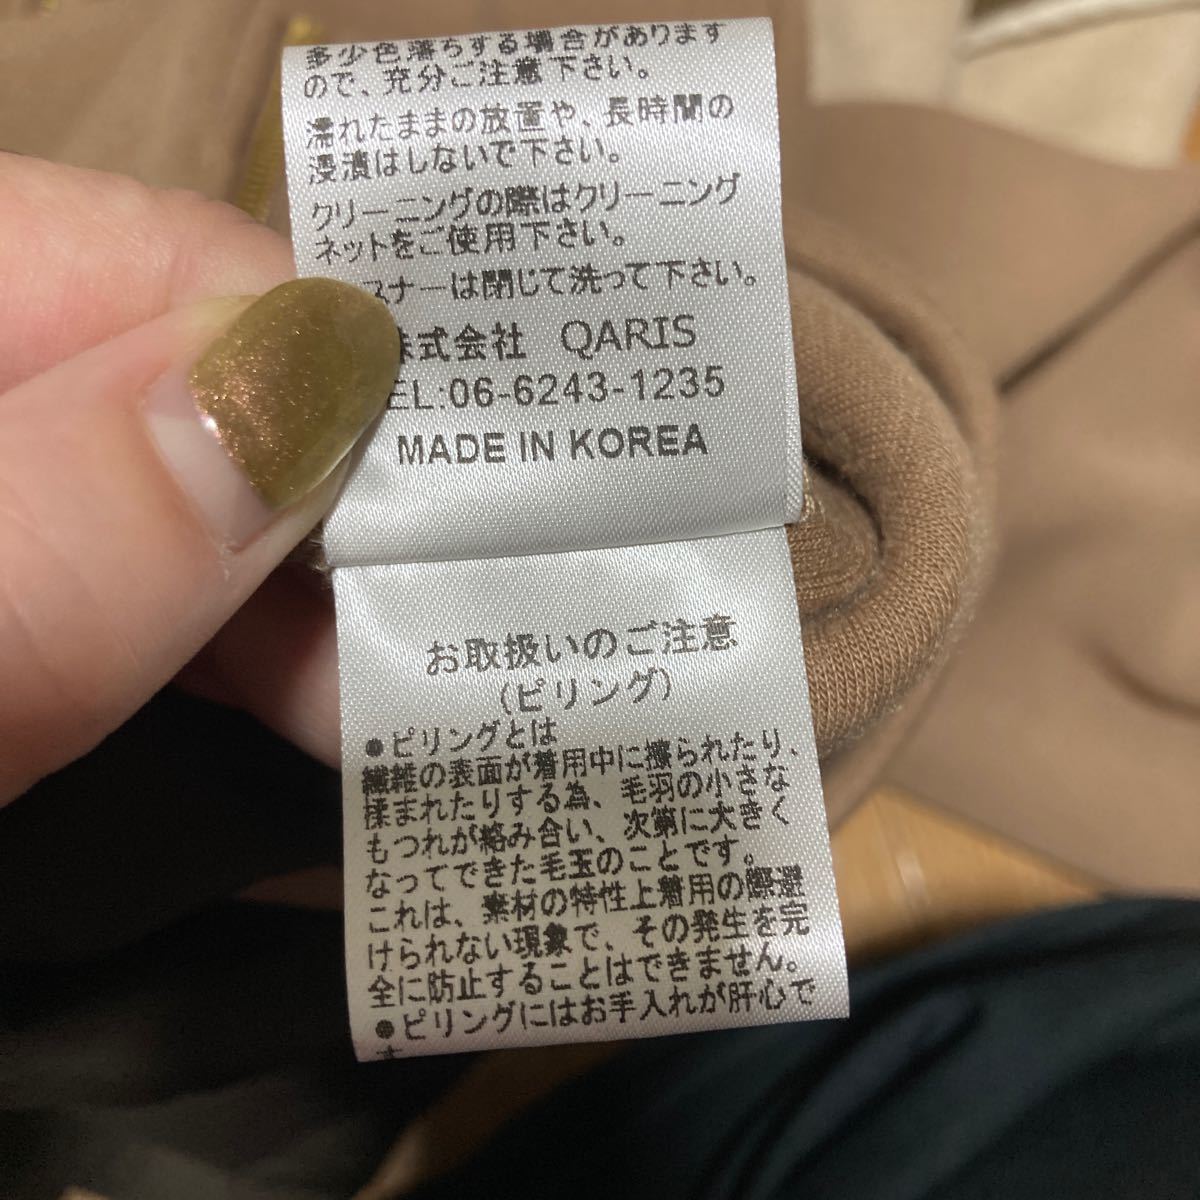 多少色落ちする場合があります
ので、充分ご注意下さい。
濡れたままの放置や、長時間の
浸漬はしないで下さい。
クリーニングの際はクリーニング
ネットをご使用下さい。
スナーは閉じて洗って下さい。
株式会社 QARIS
EL:06-6243-1235
MADE IN KOREA
お取扱いのご注意
(ピリング)
●ピリングとは
繊維の表面が着用中に擦られたり、
揉まれたりする為、毛羽の小さな
もつれが絡み合い、次第に大きく
なってできた毛玉のことです。
これは、素材の特性上着用の際避
けられない現象で、その発生を完
全に防止することはできません。
●ピリングにはお手入れが肝心で